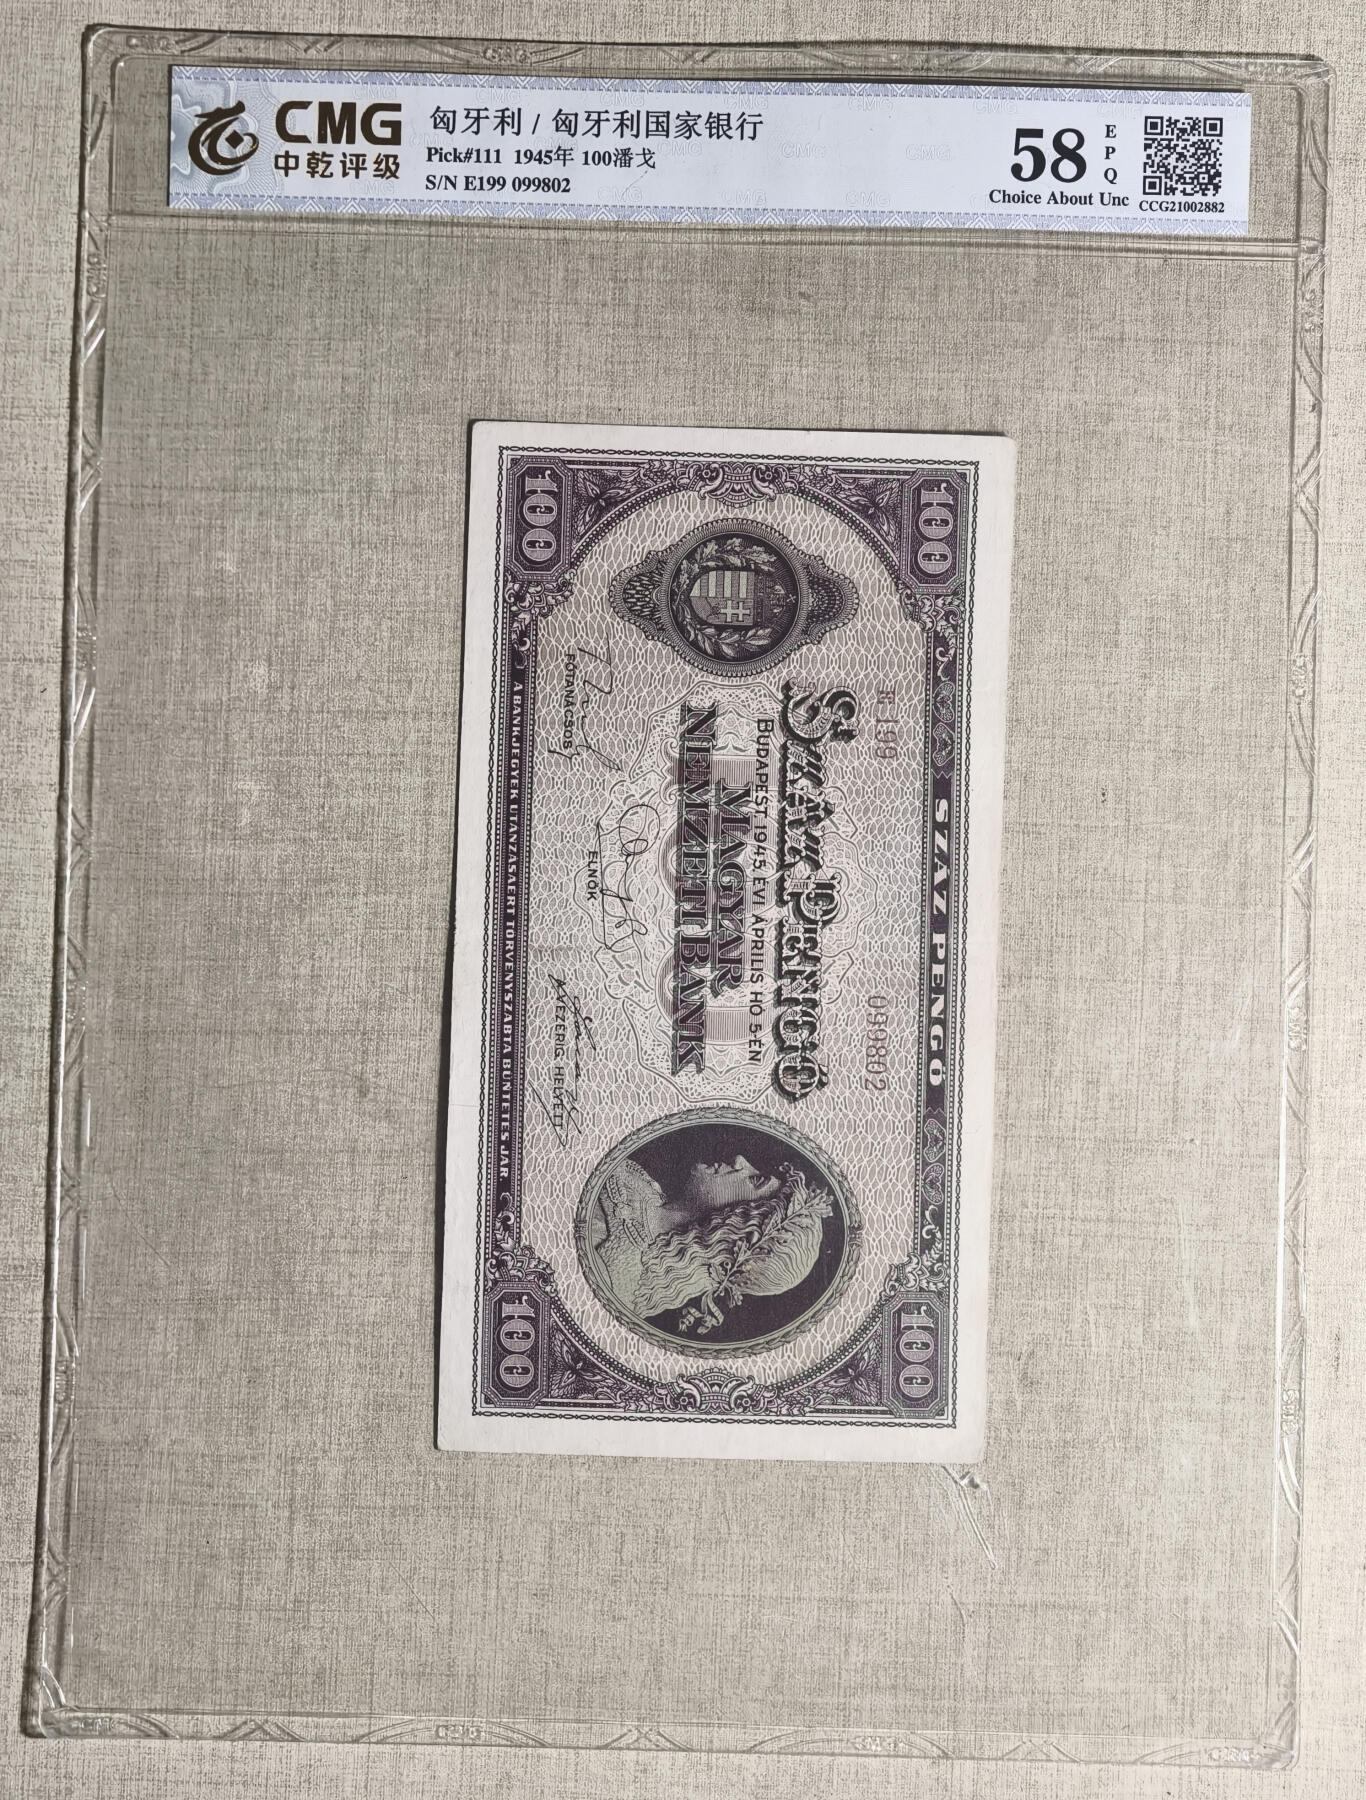 CMG
中乾评级
匈牙利 / 匈牙利国家银行
Pick#111 1945年 100潘戈
S/N E199 099802
58
EPQ
Choice About Unc
CCG21002882
100
SZÁZ PENGŐ
100
E 199
099802
SZÁZ PENGŐ
BUDAPEST 1945. ÉVI ÁPRILIS HÓ 5-ÉN
MAGYAR
NEMZETI BANK
FŐTANÁCSOS
ELNÖK
A VEZÉRIG. HELYETT
100
A BANKJEGYEK UTÁNZÁSÁÉRT TÖRVÉNYSZABTA BÜNTETÉS JÁR.
100